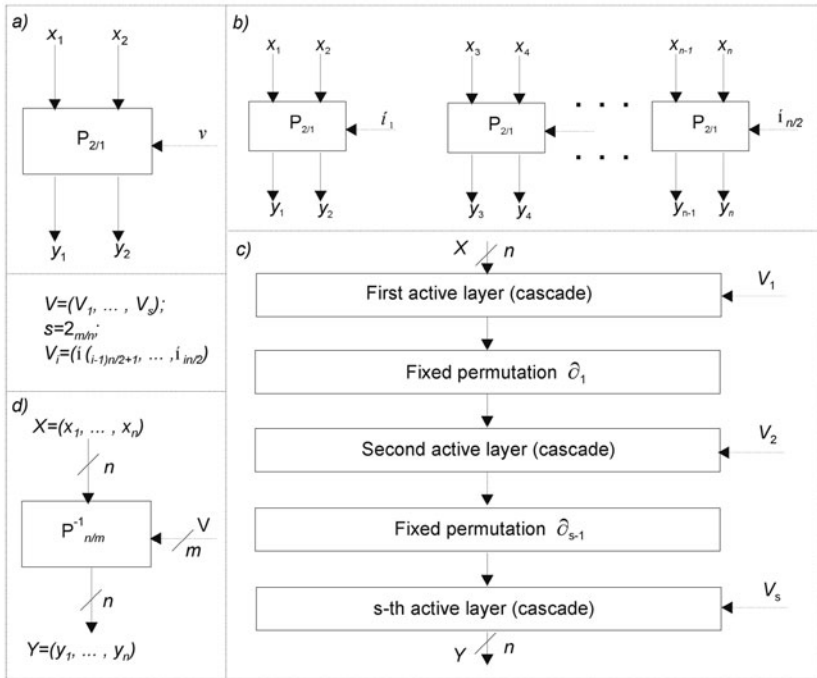 a)
x₁ x₂
P₂/₁
v
y₁ y₂
V=(V₁, ... , Vₛ);
s=2ₘ/ₙ;
Vᵢ=(í(ᵢ₋₁)ₙ/₂₊₁, ... ,íᵢₙ/₂)
d)
X=(x₁, ... , xₙ)
n
P⁻¹ₙ/ₘ
V
m
n
Y=(y₁, ... , yₙ)
b)
x₁ x₂ x₃ x₄ xₙ₋₁ xₙ
P₂/₁ í₁ P₂/₁ . . . P₂/₁ íₙ/₂
. . .
y₁ y₂ y₃ y₄ yₙ₋₁ yₙ
c)
X n
First active layer (cascade)
V₁
Fixed permutation ∂̂₁
Second active layer (cascade)
V₂
Fixed permutation ∂̂ₛ₋₁
s-th active layer (cascade)
Vₛ
Y n